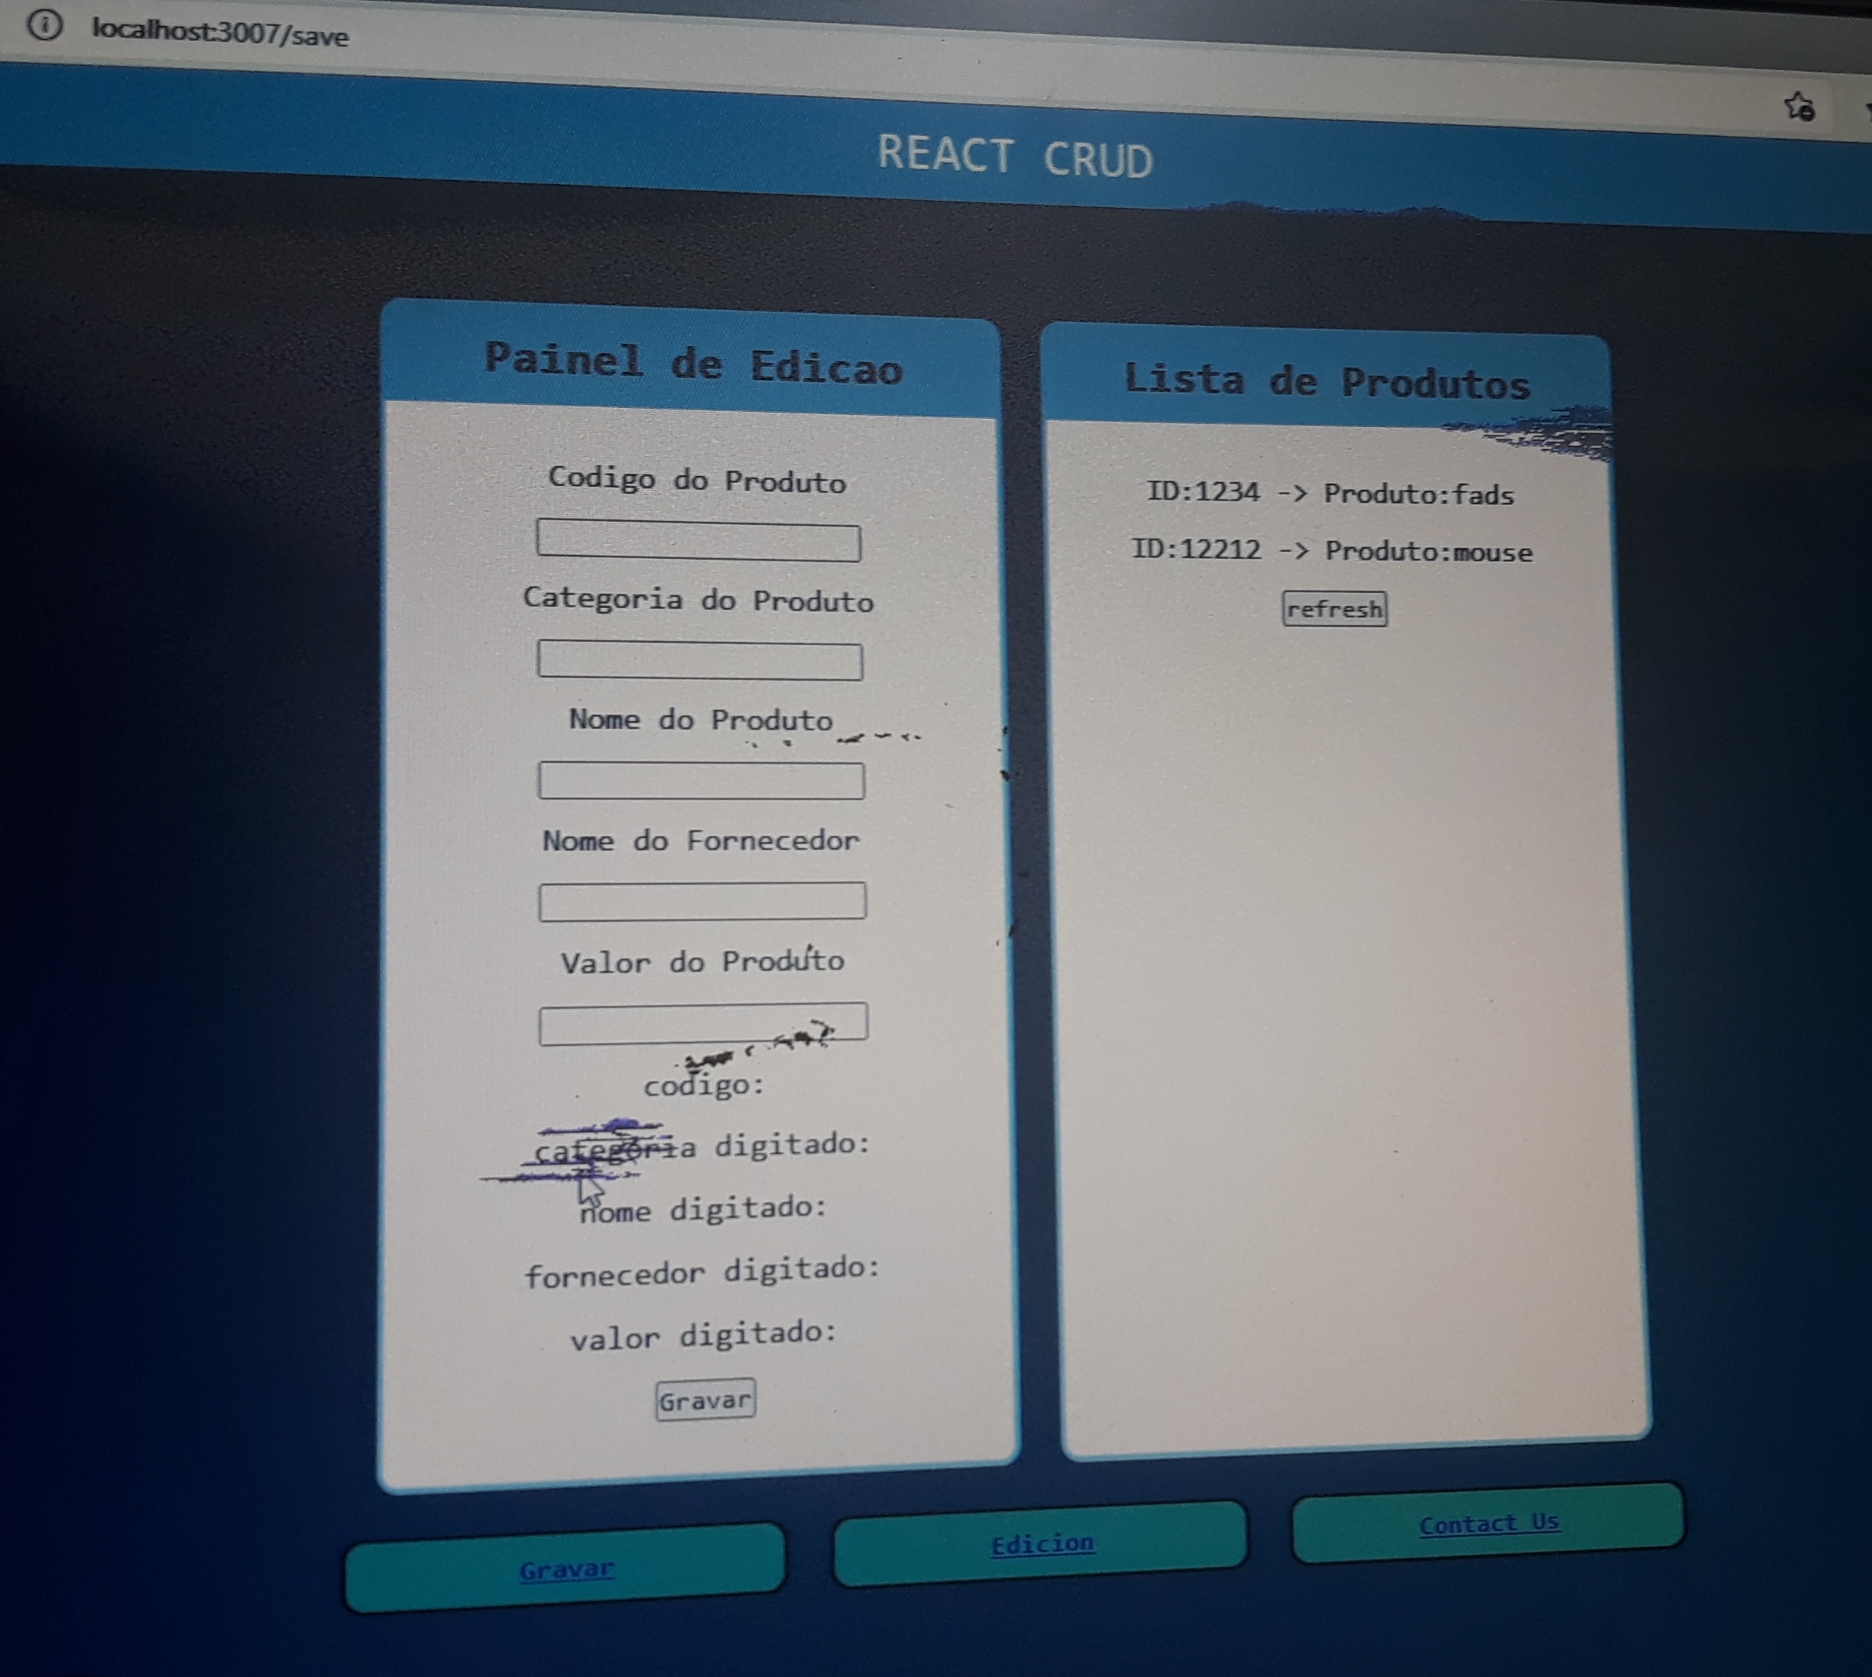 localhost:3007/save
REACT CRUD
Painel de Edicao
Codigo do Produto
Categoria do Produto
Nome do Produto
Nome do Fornecedor
Valor do Produto
codigo:
categoria digitado:
nome digitado:
fornecedor digitado:
valor digitado:
Gravar
Lista de Produtos
ID:1234 -> Produto:fads
ID:12212 -> Produto:mouse
refresh
Gravar
Edicion
Contact Us